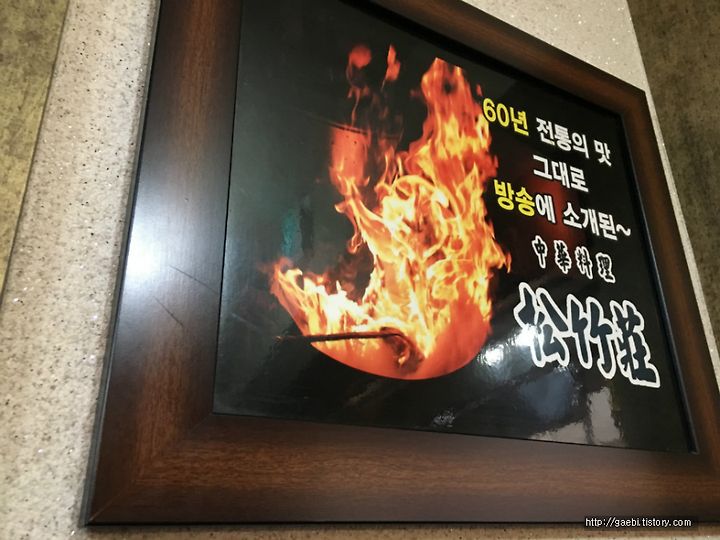 60년 전통의 맛
그대로
방송에 소개된~
中華料理
松竹莊
http://gaebi.tistory.com